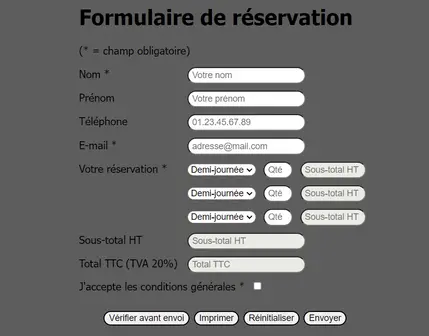 Formulaire de réservation
(* = champ obligatoire)
Nom * Votre nom
Prénom Votre prénom
Téléphone 01.23.45.67.89
E-mail * adresse@mail.com
Votre réservation * Demi-journée Qté Sous-total HT
Demi-journée Qté Sous-total HT
Demi-journée Qté Sous-total HT
Sous-total HT Sous-total HT
Total TTC (TVA 20%) Total TTC
J'accepte les conditions générales *
Vérifier avant envoi Imprimer Réinitialiser Envoyer